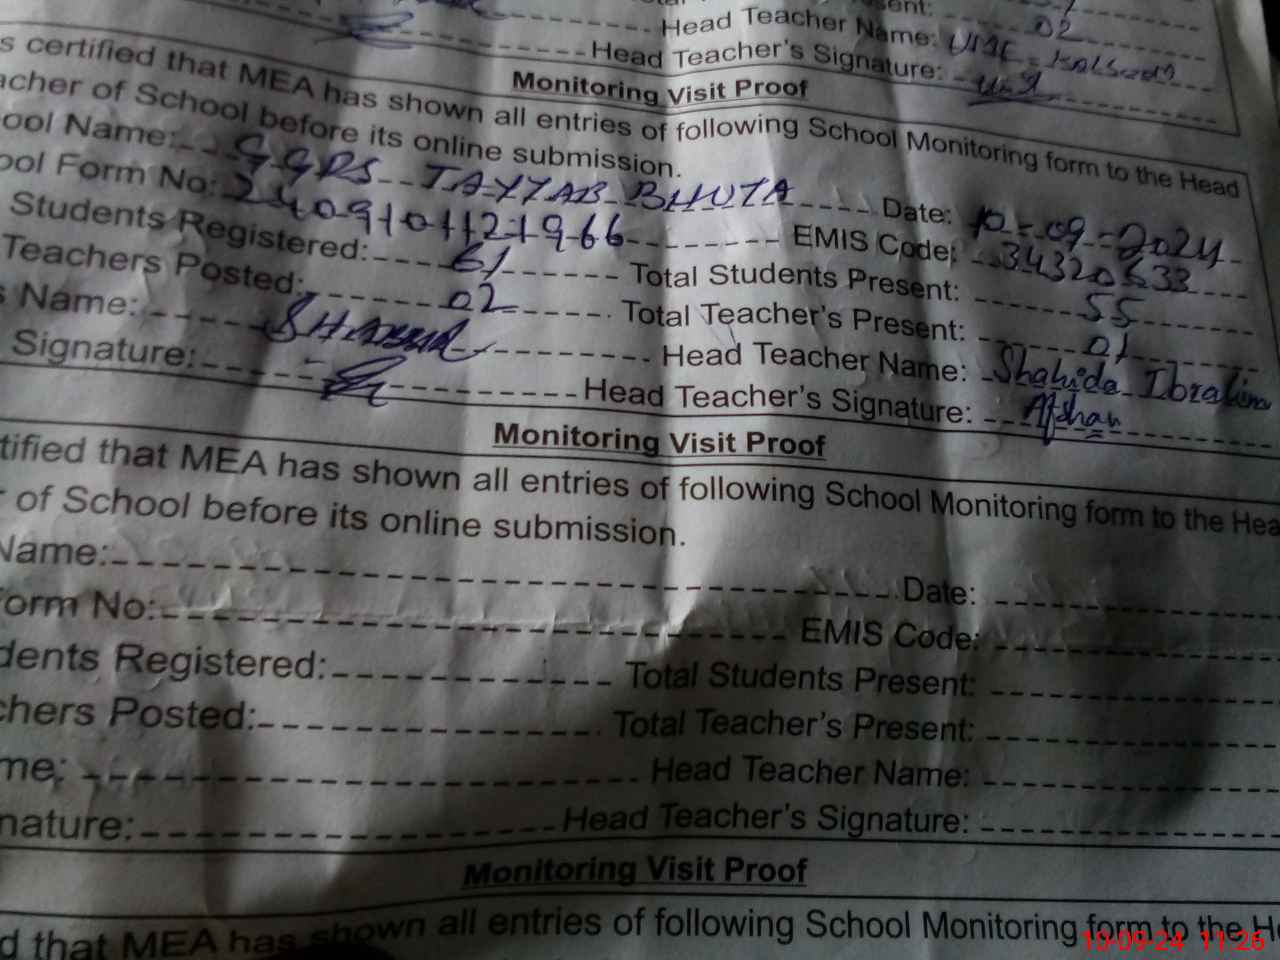 Head Teacher Name:
02
Head Teacher's Signature:
Monitoring Visit Proof
s certified that MEA has shown all entries of following School Monitoring form to the Head
acher of School before its online submission.
ool Name: GGPS TAYYAB BHUTA Date: 10-09-2024
ool Form No: 2409101121966 EMIS Code: 34320533
Students Registered: 61 Total Students Present: 55
Teachers Posted: 02 Total Teacher's Present: 01
s Name: Head Teacher Name: Shahida Ibrahim
Signature: Head Teacher's Signature: Afshan
Monitoring Visit Proof
tified that MEA has shown all entries of following School Monitoring form to the Hea
r of School before its online submission.
Name: Date:
orm No: EMIS Code:
dents Registered: Total Students Present:
chers Posted: Total Teacher's Present:
me: Head Teacher Name:
nature: Head Teacher's Signature:
Monitoring Visit Proof
d that MEA has shown all entries of following School Monitoring form to the He
10-09-24 11:26